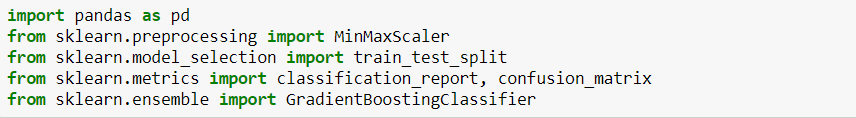 import pandas as pd
from sklearn.preprocessing import MinMaxScaler
from sklearn.model_selection import train_test_split
from sklearn.metrics import classification_report, confusion_matrix
from sklearn.ensemble import GradientBoostingClassifier